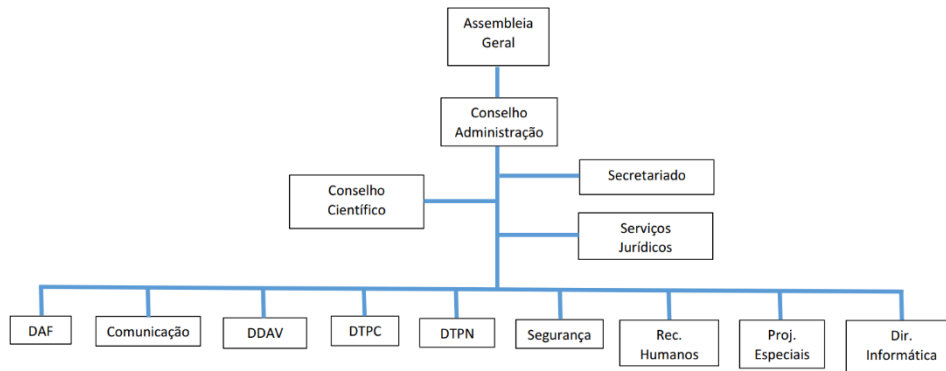 Assembleia
Geral
Conselho
Administração
Secretariado
Conselho
Científico
Serviços
Jurídicos
DAF
Comunicação
DDAV
DTPC
DTPN
Segurança
Rec.
Humanos
Proj.
Especiais
Dir.
Informática